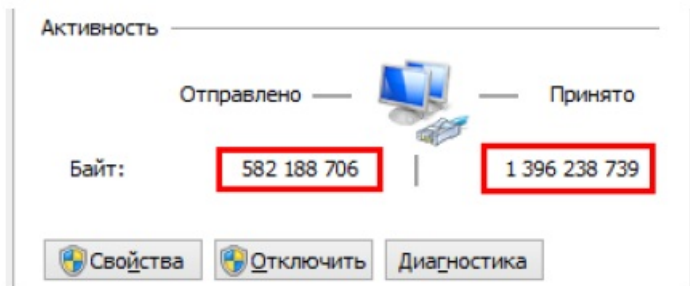 Активность
Отправлено — Принято
Байт: 582 188 706 | 1 396 238 739
Свойства Отключить Диагностика